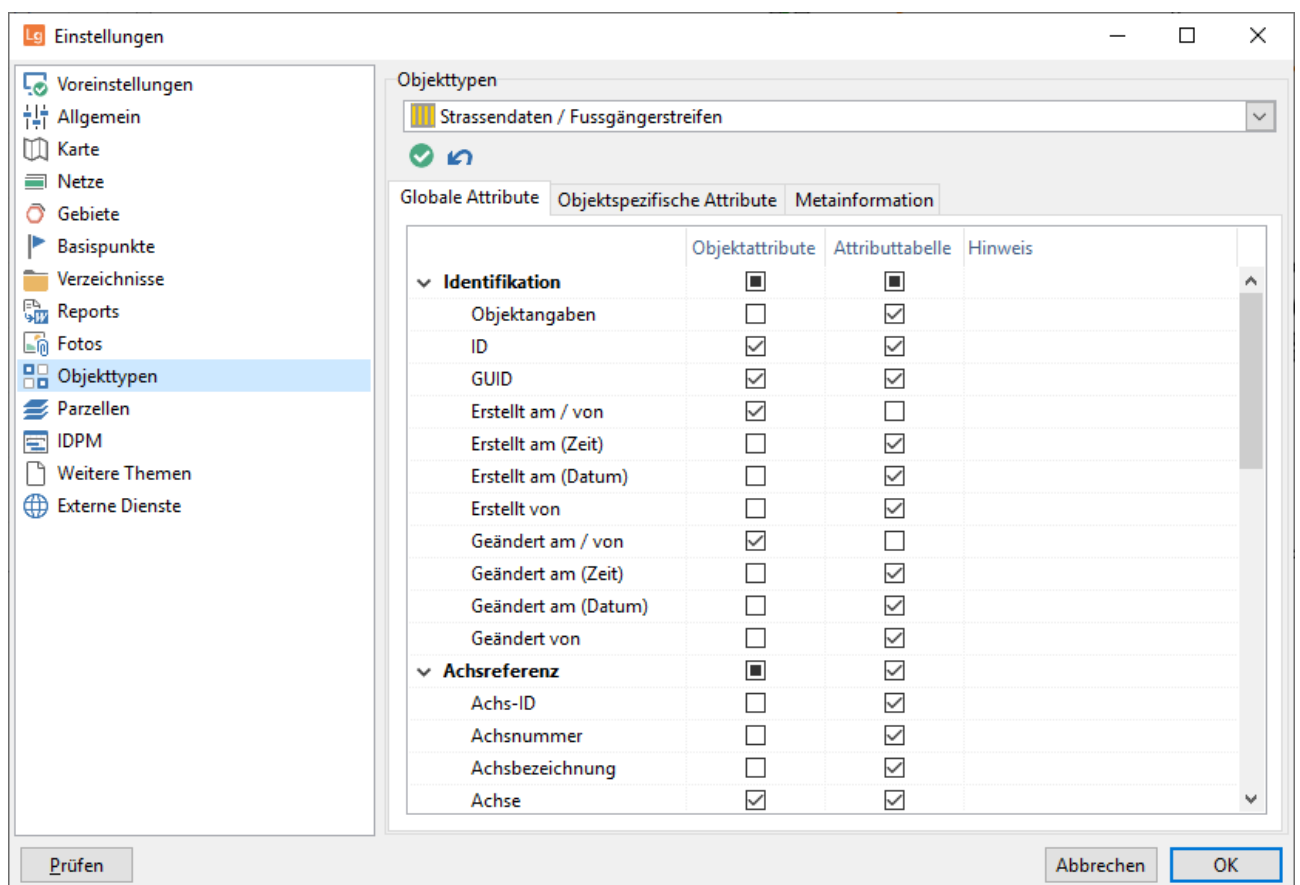 Lg Einstellungen
Voreinstellungen
Allgemein
Karte
Netze
Gebiete
Basispunkte
Verzeichnisse
Reports
Fotos
Objekttypen
Parzellen
IDPM
Weitere Themen
Externe Dienste
Objekttypen
Strassendaten / Fussgängerstreifen
Globale Attribute Objektspezifische Attribute Metainformation
Objektattribute Attributtabelle Hinweis
Identifikation
Objektangaben
ID
GUID
Erstellt am / von
Erstellt am (Zeit)
Erstellt am (Datum)
Erstellt von
Geändert am / von
Geändert am (Zeit)
Geändert am (Datum)
Geändert von
Achsreferenz
Achs-ID
Achsnummer
Achsbezeichnung
Achse
Prüfen Abbrechen OK